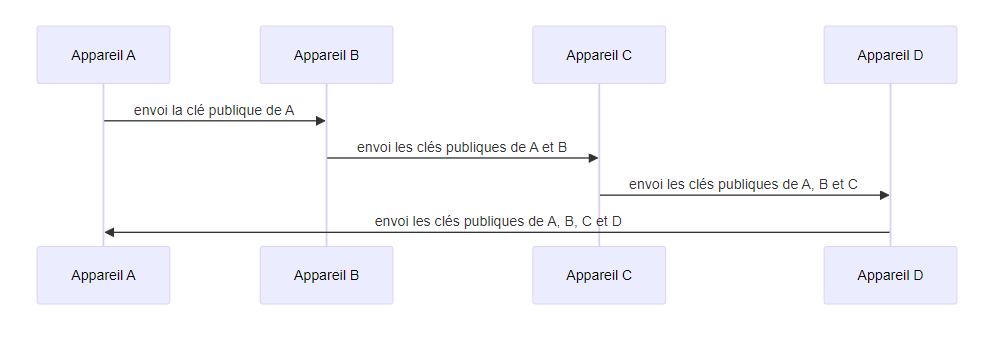 Appareil A
Appareil B
Appareil C
Appareil D
envoi la clé publique de A
envoi les clés publiques de A et B
envoi les clés publiques de A, B et C
envoi les clés publiques de A, B, C et D
Appareil A
Appareil B
Appareil C
Appareil D